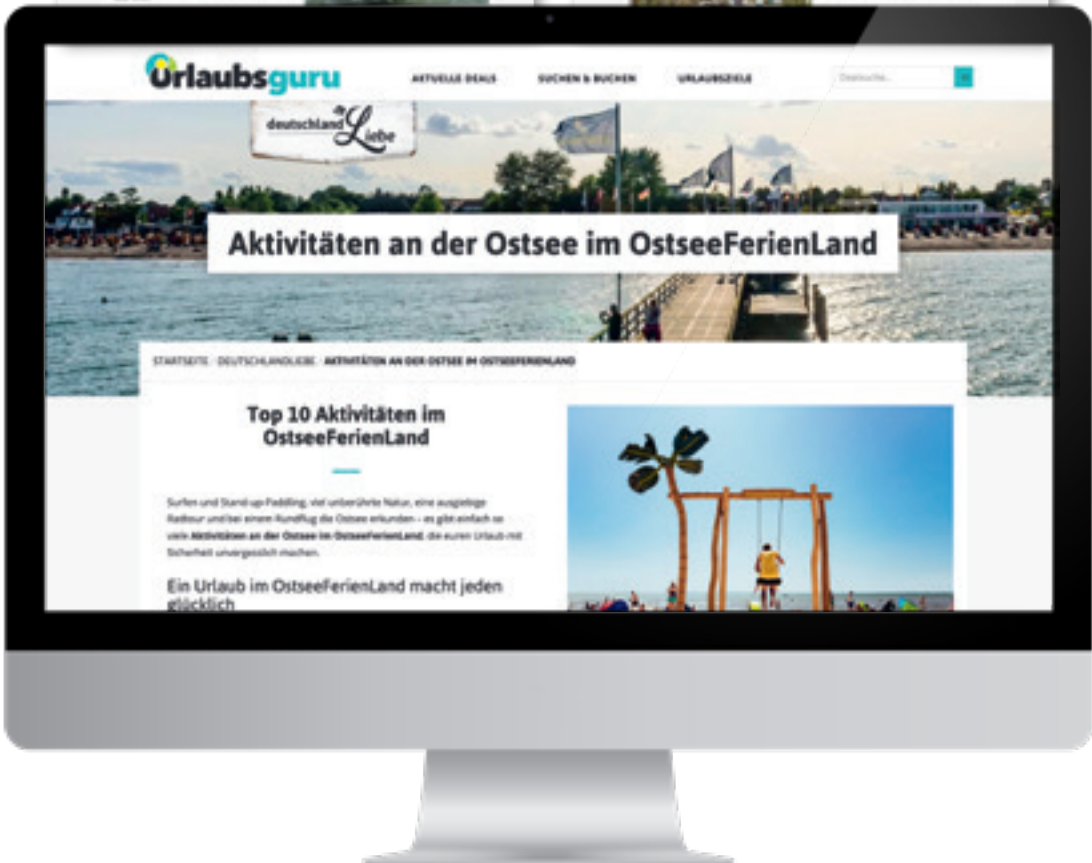 Urlaubsguru
AKTUELLE DEALS SUCHEN & BUCHEN URLAUBSZIELE Dealsuche...
deutschland Liebe
Aktivitäten an der Ostsee im OstseeFerienLand
STARTSEITE DEUTSCHLANDLIEBE AKTIVITÄTEN AN DER OSTSEE IM OSTSEEFERIENLAND
Top 10 Aktivitäten im
OstseeFerienLand
Surfen und Stand-up-Paddling, viel unberührte Natur, eine ausgiebige
Radtour und bei einem Rundflug die Ostsee erkunden – es gibt einfach so
viele Aktivitäten an der Ostsee im OstseeFerienLand, die euren Urlaub mit
Sicherheit unvergesslich machen.
Ein Urlaub im OstseeFerienLand macht jeden
glücklich